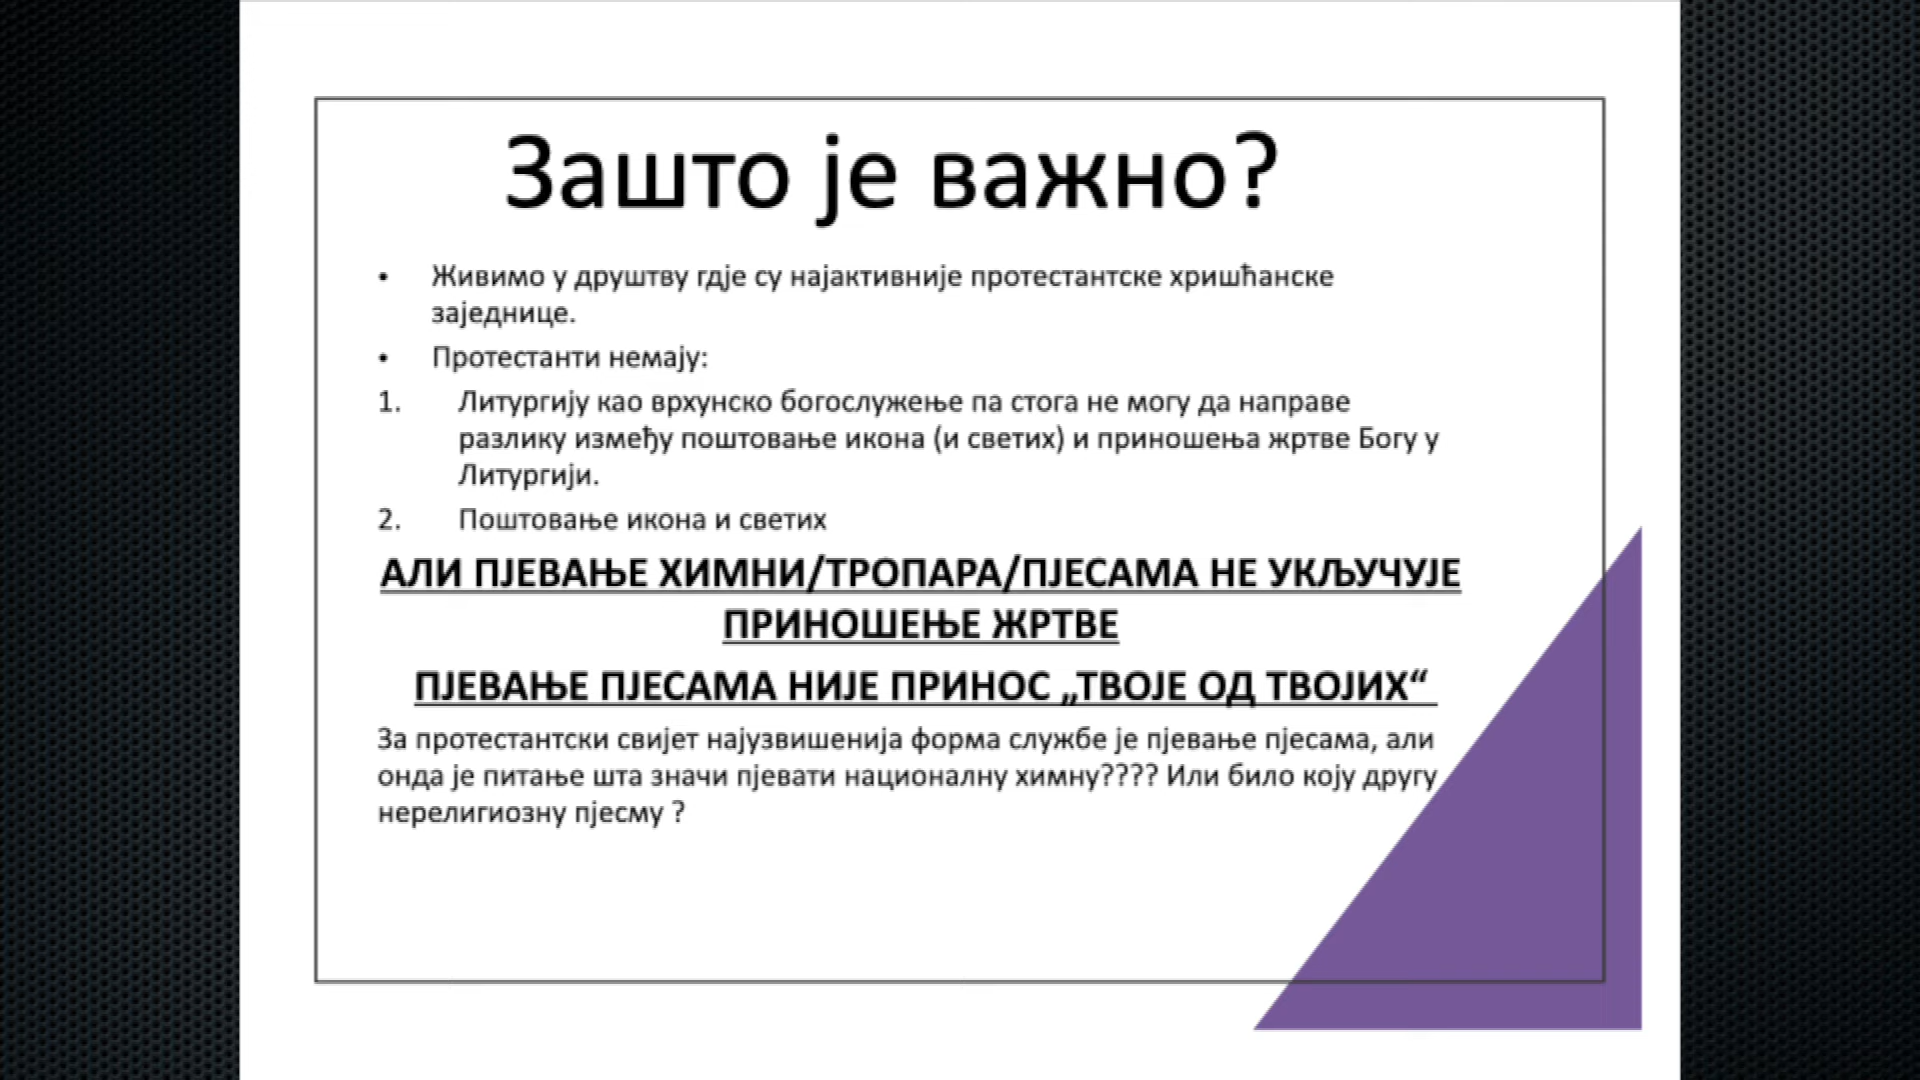 Зашто је важно?
• Живимо у друштву гдје су најактивније протестантске хришћанске
заједнице.
• Протестанти немају:
1. Литургију као врхунско богослужење па стога не могу да направе
разлику између поштовање икона (и светих) и приношења жртве Богу у
Литургији.
2. Поштовање икона и светих
АЛИ ПЈЕВАЊЕ ХИМНИ/ТРОПАРА/ПЈЕСАМА НЕ УКЉУЧУЈЕ
ПРИНОШЕЊЕ ЖРТВЕ
ПЈЕВАЊЕ ПЈЕСАМА НИЈЕ ПРИНОС „ТВОЈЕ ОД ТВОЈИХ“
За протестантски свијет најузвишенија форма службе је пјевање пјесама, али
онда је питање шта значи пјевати националну химну???? Или било коју другу
нерелигиозну пјесму ?